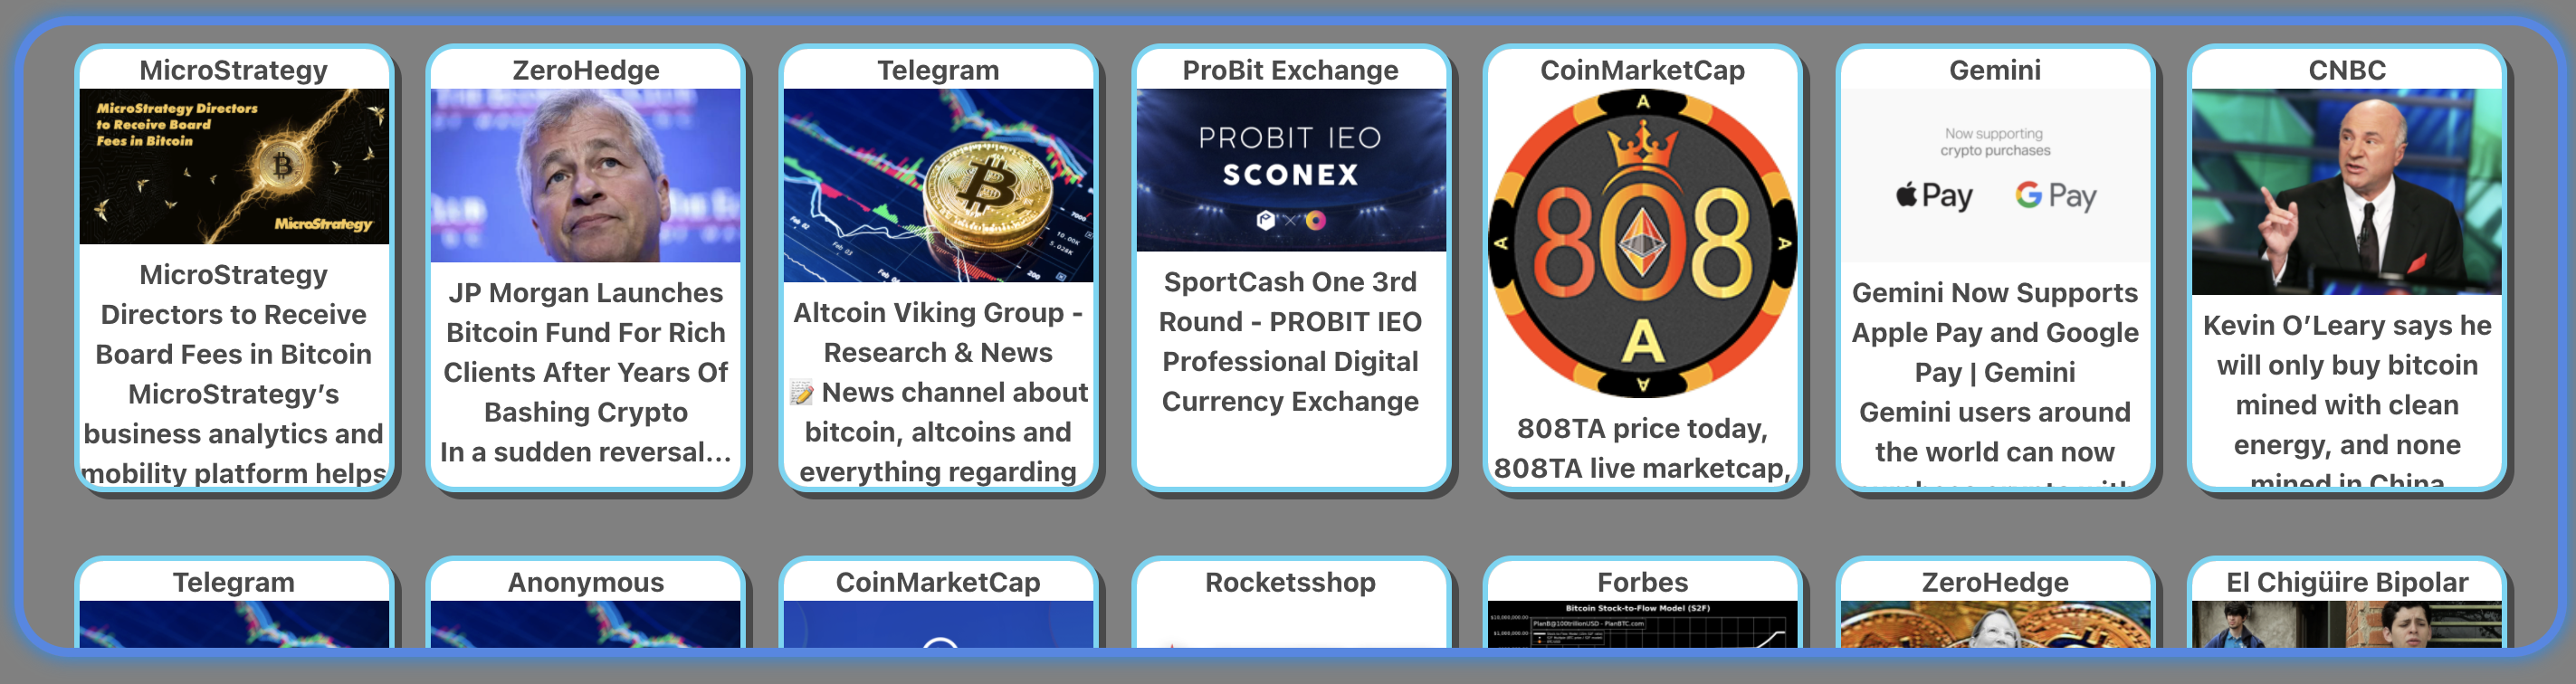 MicroStrategy
MicroStrategy Directors
to Receive Board
Fees in Bitcoin
MicroStrategy
MicroStrategy
Directors to Receive
Board Fees in Bitcoin
MicroStrategy’s
business analytics and
mobility platform helps
ZeroHedge
JP Morgan Launches
Bitcoin Fund For Rich
Clients After Years Of
Bashing Crypto
In a sudden reversal...
Telegram
Altcoin Viking Group -
Research & News
📝 News channel about
bitcoin, altcoins and
everything regarding
ProBit Exchange
PROBIT IEO
SCONEX
SportCash One 3rd
Round - PROBIT IEO
Professional Digital
Currency Exchange
CoinMarketCap
A
808
A
808TA price today,
808TA live marketcap,
Gemini
Now supporting
crypto purchases
Pay
G Pay
Gemini Now Supports
Apple Pay and Google
Pay | Gemini
Gemini users around
the world can now
CNBC
Kevin O’Leary says he
will only buy bitcoin
mined with clean
energy, and none
mined in China
Telegram
Anonymous
CoinMarketCap
Rocketsshop
Forbes
Bitcoin Stock-to-Flow Model (S2F)
PlanB@100trillionUSD - PlanBTC.com
ZeroHedge
El Chigüire Bipolar